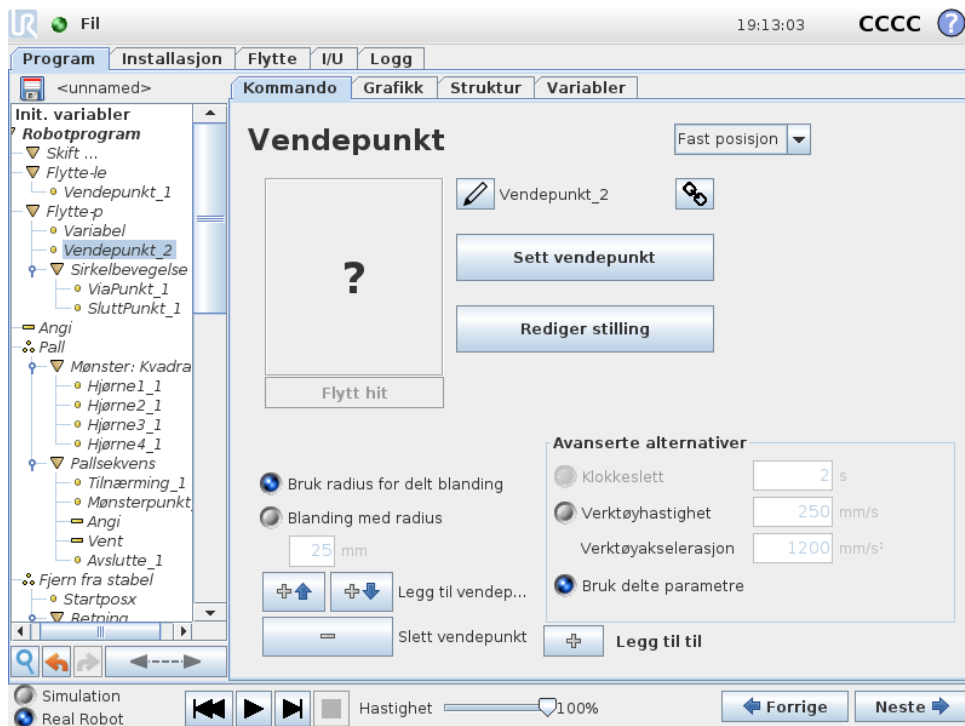 UR Fil 19:13:03 CCCC ?
Program Installasjon Flytte I/U Logg
<unnamed>
Kommando Grafikk Struktur Variabler
Init. variabler
Robotprogram
Skift ...
Flytte-le
Vendepunkt_1
Flytte-p
Variabel
Vendepunkt_2
Sirkelbevegelse
ViaPunkt_1
SluttPunkt_1
Angi
Pall
Mønster: Kvadra
Hjørne1_1
Hjørne2_1
Hjørne3_1
Hjørne4_1
Pallsekvens
Tilnærming_1
Mønsterpunkt_
Angi
Vent
Avslutte_1
Fjern fra stabel
Startposx
Retning
Vendepunkt
Fast posisjon
?
Vendepunkt_2
Sett vendepunkt
Rediger stilling
Flytt hit
Bruk radius for delt blanding
Blanding med radius
25 mm
Legg til vendep...
Slett vendepunkt
Avanserte alternativer
Klokkeslett 2 s
Verktøyhastighet 250 mm/s
Verktøyakselerasjon 1200 mm/s²
Bruk delte parametre
Legg til til
Simulation
Real Robot
Hastighet 100%
Forrige
Neste